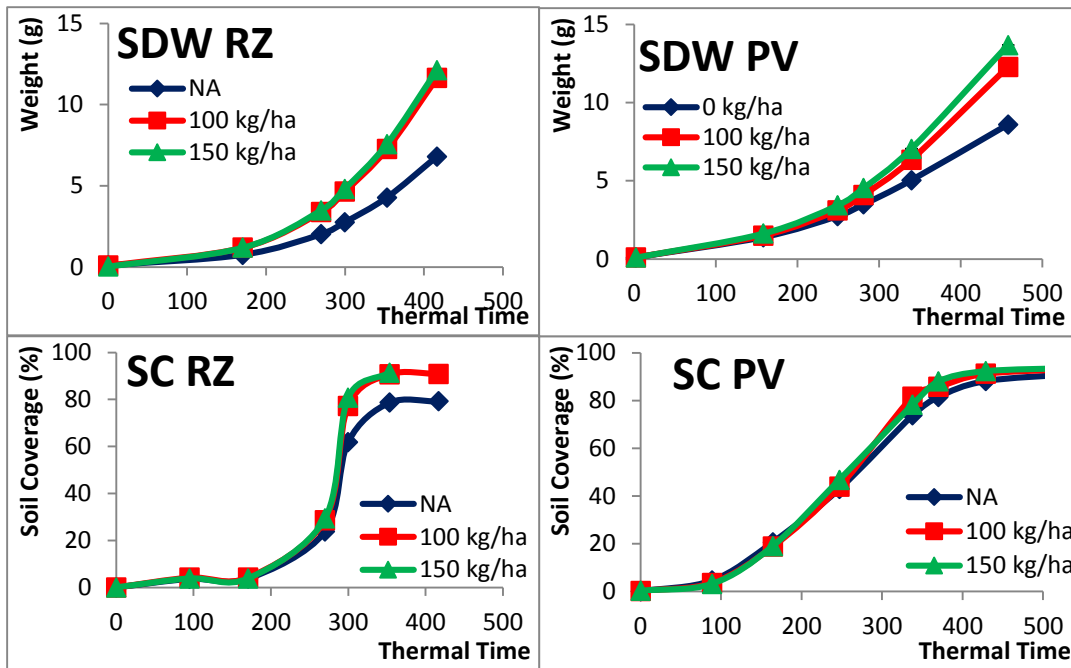 SDW RZ
Weight (g)
15
10
5
0
NA
100 kg/ha
150 kg/ha
0 100 200 300 400 500
Thermal Time
SDW PV
Weight (g)
15
10
5
0
0 kg/ha
100 kg/ha
150 kg/ha
0 100 200 300 400 500
Thermal Time
SC RZ
Soil Coverage (%)
100
80
60
40
20
0
NA
100 kg/ha
150 kg/ha
0 100 200 300 400 500
Thermal Time
SC PV
Soil Coverage (%)
100
80
60
40
20
0
NA
100 kg/ha
150 kg/ha
0 100 200 300 400 500
Thermal Time